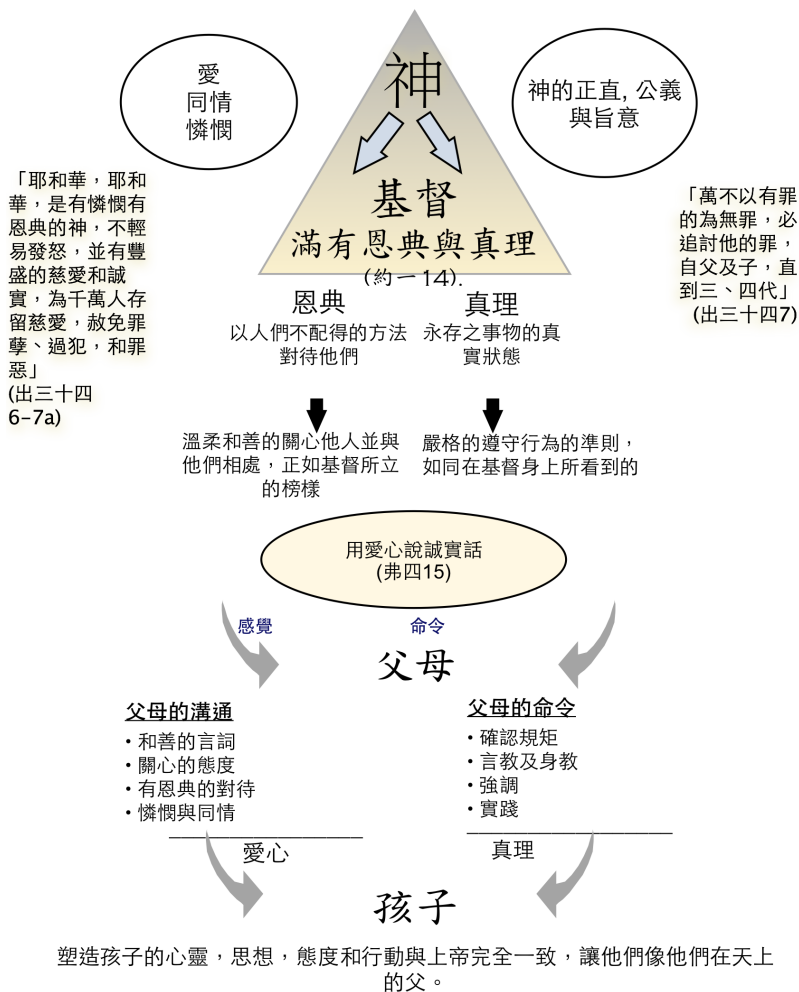 神
愛
同情
憐憫
神的正直, 公義
與旨意
基督
滿有恩典與真理
(約一14).
「耶和華，耶和
華，是有憐憫有
恩典的神，不輕
易發怒，並有豐
盛的慈愛和誠
實，為千萬人存
留慈愛，赦免罪
孽、過犯，和罪
惡」
(出三十四
6-7a)
「萬不以有罪
的為無罪，必
追討他的罪，
自父及子，直
到三、四代」
(出三十四7)
恩典
以人們不配得的方法
對待他們
真理
永存之事物的真
實狀態
溫柔和善的關心他人並與
他們相處，正如基督所立
的榜樣
嚴格的遵守行為的準則，
如同在基督身上所看到的
用愛心說誠實話
(弗四15)
感覺
命令
父母
父母的溝通
• 和善的言詞
• 關心的態度
• 有恩典的對待
• 憐憫與同情
愛心
父母的命令
• 確認規矩
• 言教及身教
• 強調
• 實踐
真理
孩子
塑造孩子的心靈，思想，態度和行動與上帝完全一致，讓他們像他們在天上
的父。